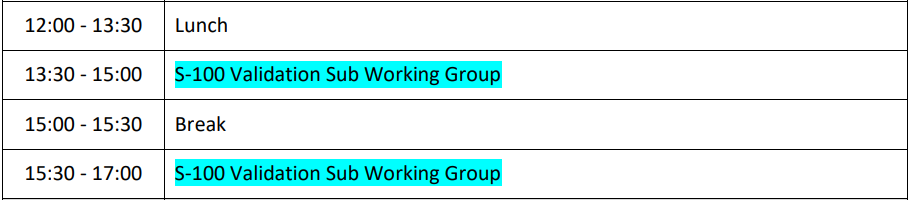 12:00 - 13:30 Lunch
13:30 - 15:00 S-100 Validation Sub Working Group
15:00 - 15:30 Break
15:30 - 17:00 S-100 Validation Sub Working Group